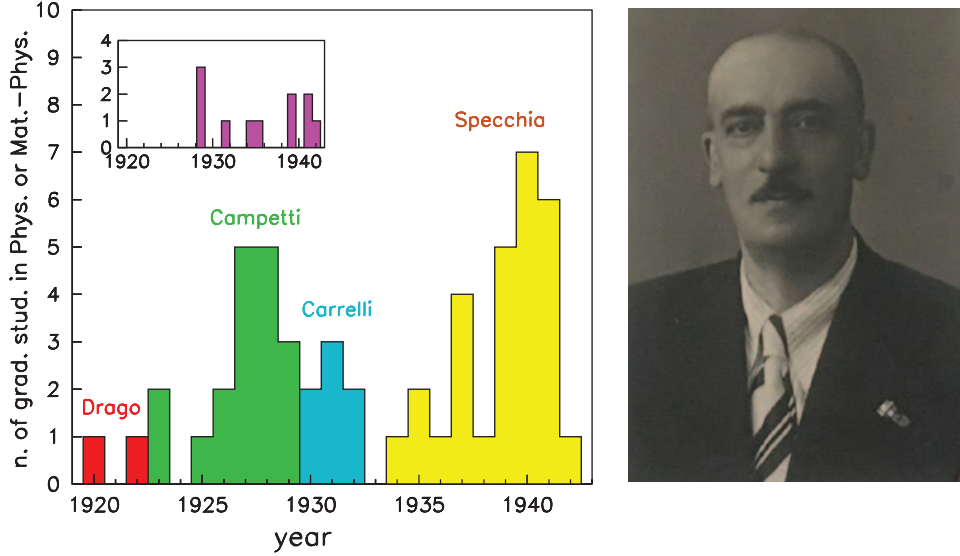 n. of grad. stud. in Phys. or Mat.-Phys.
10
9
8
7
6
5
4
3
2
1
0
4
3
2
1
0
1920 1930 1940
Specchia
Campetti
Carrelli
Drago
1920 1925 1930 1935 1940
year